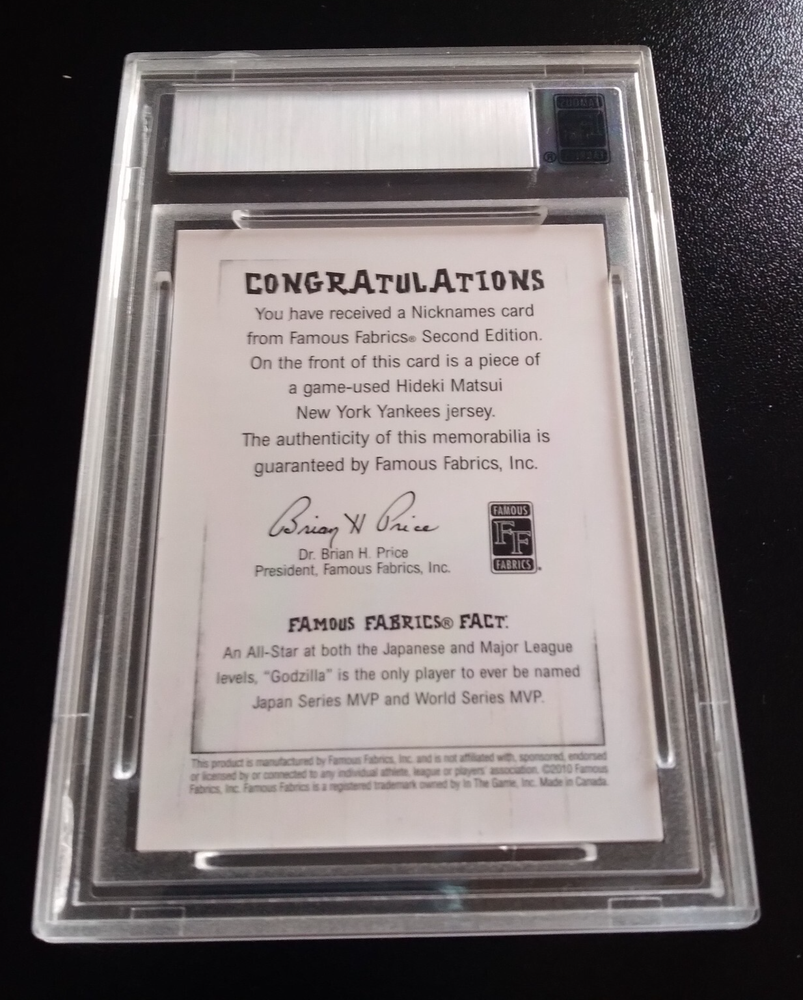 CONGRATULATIONS
You have received a Nicknames card
from Famous Fabrics® Second Edition.
On the front of this card is a piece of
a game-used Hideki Matsui
New York Yankees jersey.
The authenticity of this memorabilia is
guaranteed by Famous Fabrics, Inc.
Brian H Price
Dr. Brian H. Price
President, Famous Fabrics, Inc.
FAMOUS
FF
FABRICS
FAMOUS FABRICS® FACT:
An All-Star at both the Japanese and Major League
levels, “Godzilla” is the only player to ever be named
Japan Series MVP and World Series MVP.
This product is manufactured by Famous Fabrics, Inc. and is not affiliated with, sponsored, endorsed
or licensed by or connected to any individual athlete, league or players' association. ©2010 Famous
Fabrics, Inc. Famous Fabrics is a registered trademark owned by In The Game, Inc. Made in Canada.